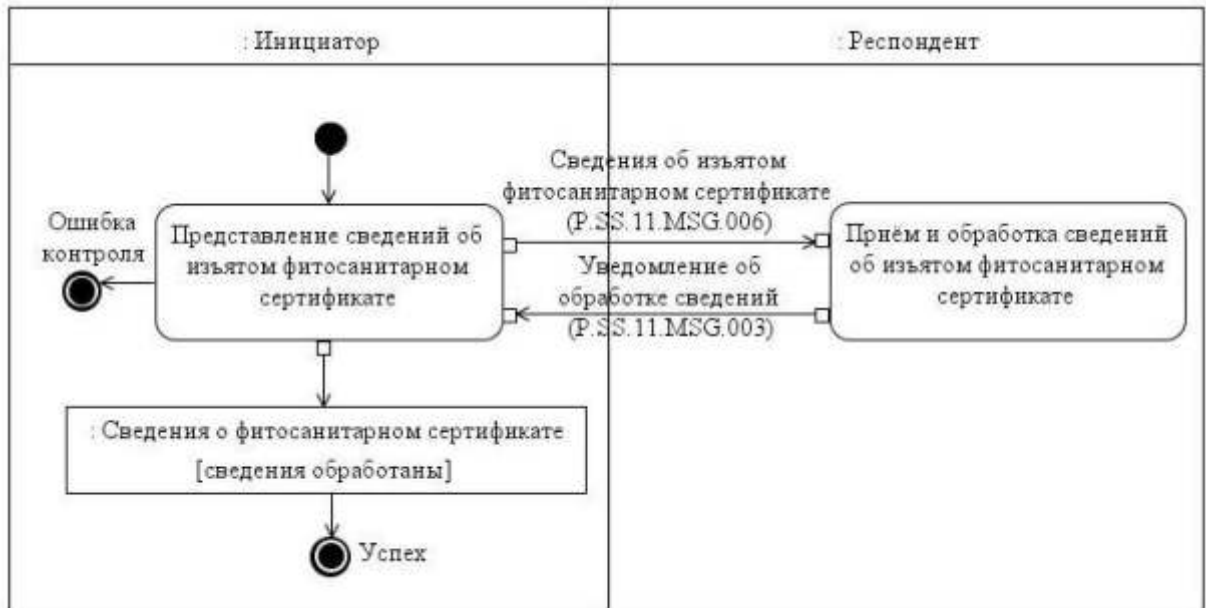 : Инициатор
: Респондент
Сведения об изъятом
фитосанитарном сертификате
(P.SS.11.MSG.006)
Ошибка
контроля
Представление сведений об
изъятом фитосанитарном
сертификате
Приём и обработка сведений
об изъятом фитосанитарном
сертификате
Уведомление об
обработке сведений
(P.SS.11.MSG.003)
: Сведения о фитосанитарном сертификате
[сведения обработаны]
Успех